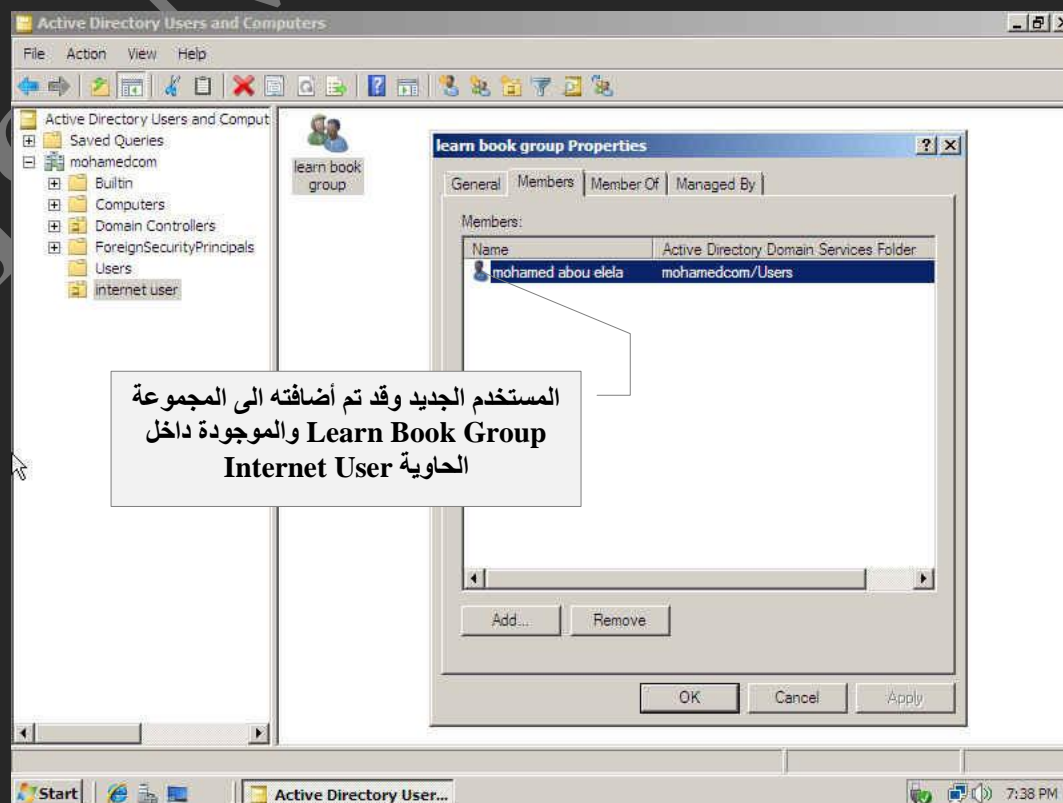 Active Directory Users and Computers
File Action View Help
Active Directory Users and Comput
Saved Queries
mohamedcom
Builtin
Computers
Domain Controllers
ForeignSecurityPrincipals
Users
internet user
learn book
group
learn book group Properties
General Members Member Of Managed By
Members:
Name Active Directory Domain Services Folder
mohamed abou elela mohamedcom/Users
المستخدم الجديد وقد تم أضافته الى المجموعة
Learn Book Group والموجودة داخل
الحاوية Internet User
Add... Remove
OK Cancel Apply
Start Active Directory User... 7:38 PM